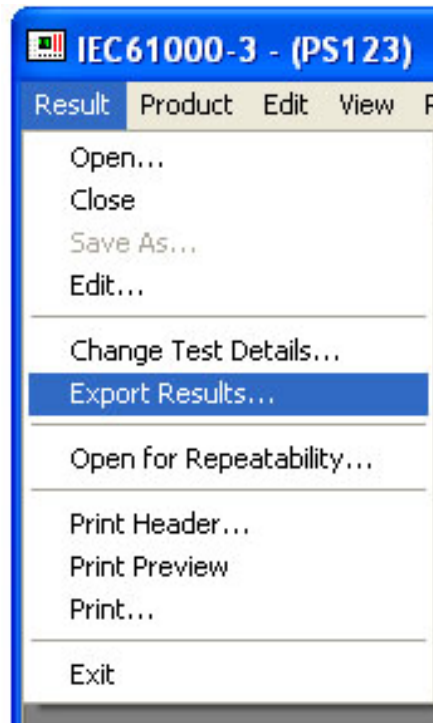 IEC61000-3 - (PS123)
Result Product Edit View
Open...
Close
Save As...
Edit...
Change Test Details...
Export Results...
Open for Repeatability...
Print Header...
Print Preview
Print...
Exit